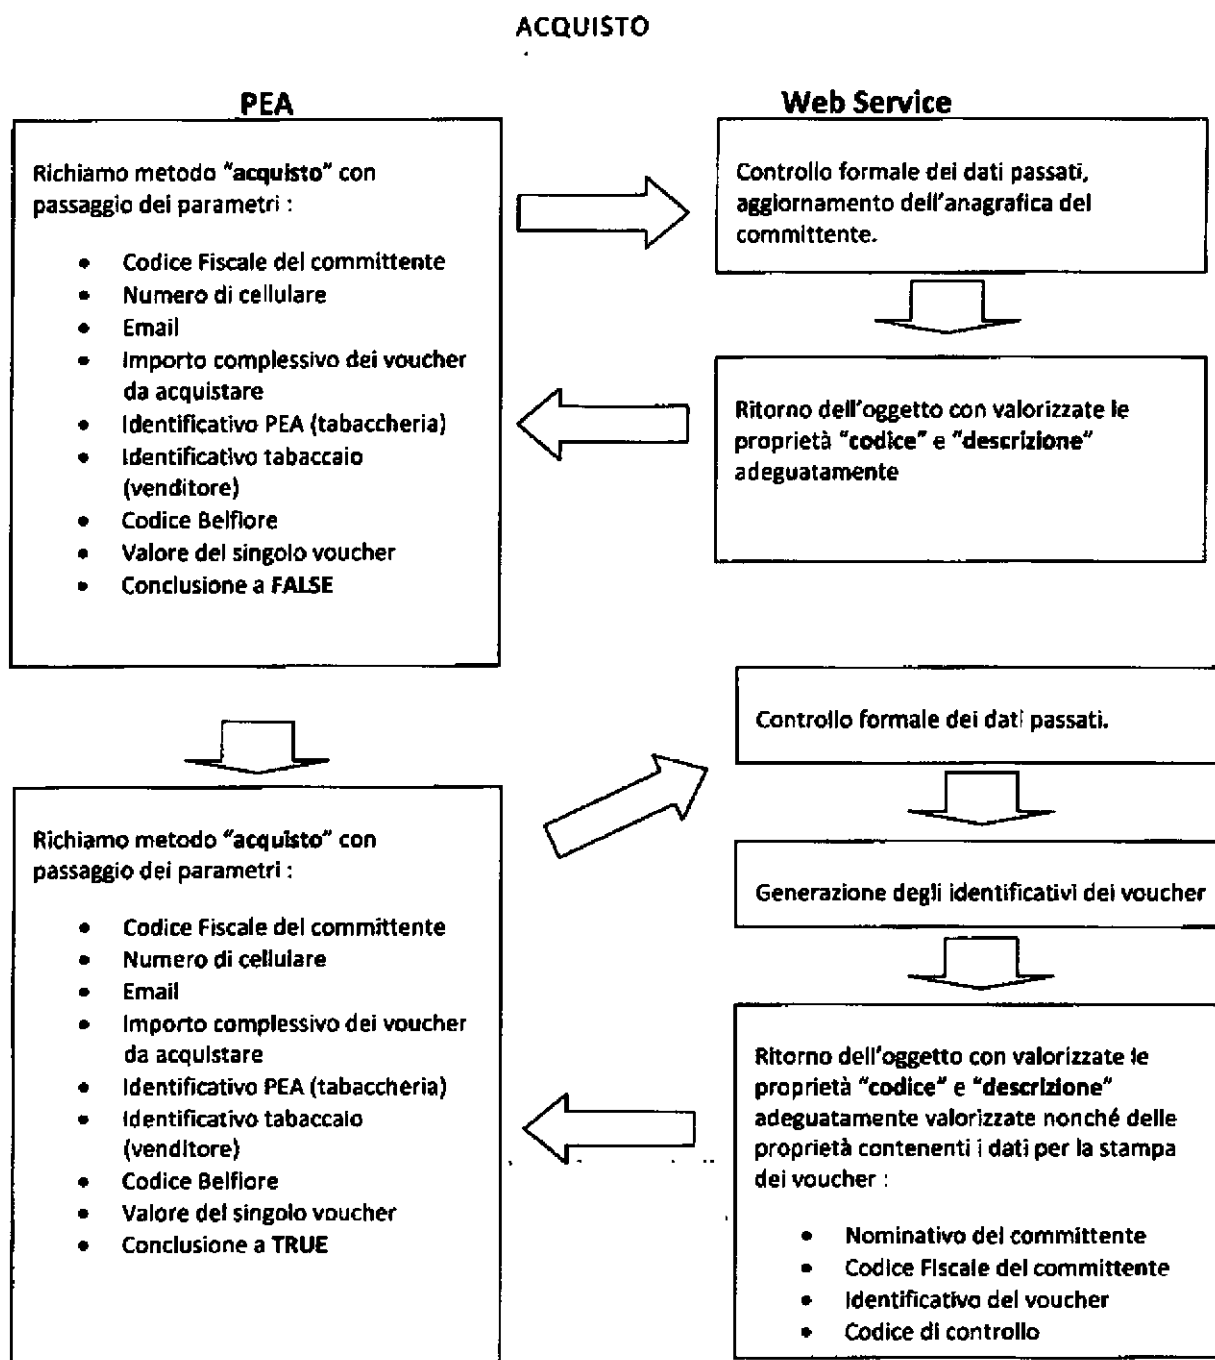 ACQUISTO
PEA
Richiamo metodo "acquisto" con
passaggio dei parametri :
• Codice Fiscale del committente
• Numero di cellulare
• Email
• Importo complessivo dei voucher
da acquistare
• Identificativo PEA (tabaccheria)
• Identificativo tabaccaio
(venditore)
• Codice Belfiore
• Valore del singolo voucher
• Conclusione a FALSE
Web Service
Controllo formale dei dati passati,
aggiornamento dell'anagrafica del
committente.
Ritorno dell'oggetto con valorizzate le
proprietà "codice" e "descrizione"
adeguatamente
Richiamo metodo "acquisto" con
passaggio dei parametri :
• Codice Fiscale del committente
• Numero di cellulare
• Email
• Importo complessivo dei voucher
da acquistare
• Identificativo PEA (tabaccheria)
• Identificativo tabaccaio
(venditore)
• Codice Belfiore
• Valore del singolo voucher
• Conclusione a TRUE
Controllo formale dei dati passati.
Generazione degli identificativi dei voucher
Ritorno dell'oggetto con valorizzate le
proprietà "codice" e "descrizione"
adeguatamente valorizzate nonché delle
proprietà contenenti i dati per la stampa
dei voucher :
• Nominativo del committente
• Codice Fiscale del committente
• Identificativo del voucher
• Codice di controllo